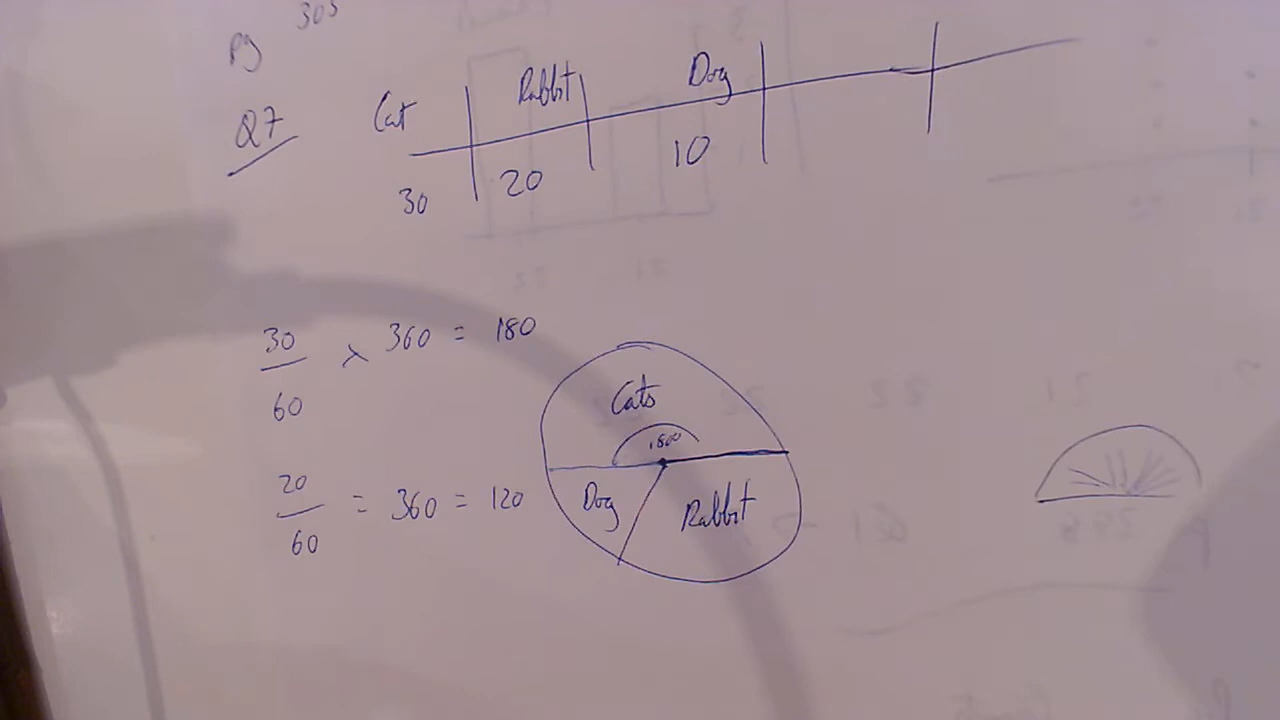 pg 305
Q7 Cat Rabbit Dog
30 20 10
30/60 x 360 = 180
20/60 = 360 = 120
Cats
180°
Dog Rabbit